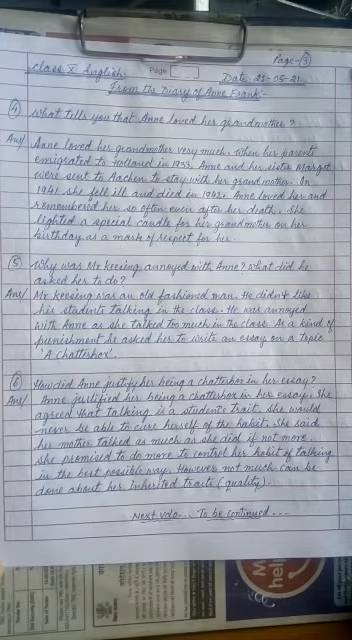 Page-③
Class X English Page
Date 21-05-21
From the Diary of Anne Frank:-
④ What tells you that Anne loved her grandmother?
Ans/ Anne loved her grandmother very much. When her parent
emigrated to Holland in 1933, Anne and her sister Margot
were sent to Aachen to stay with her grand mother. In
1941 she fell ill and died in 1942. Anne loved her and
remembered her so often even after her death. She
lighted a special candle for her grandmother on her
birthday as a mark of respect for her.
⑤ Why was Mr keesing annoyed with Anne? What did he
asked her to do?
Ans/ Mr keesing was an old fashioned man. He didn't like
his students talking in the class. He was annoyed
with Anne as she talked too much in the class. As a kind of
punishment he asked her to write an essay on a topic
'A Chatterbox'.
⑥ How did Anne justify her being a chatterbox in her essay?
Ans/ Anne justified her being a chatterbox in her essay. She
agreed that talking is a student's trait. She would
never be able to cure herself of the habit. She said
her mother talked as much as she did if not more.
She promised to do more to control her habit of talking
in the best possible way. However not much can be
done about her inherited traits (quality).
Next vdo... To be continued ---